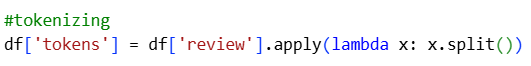 #tokenizing
df['tokens'] = df['review'].apply(lambda x: x.split())